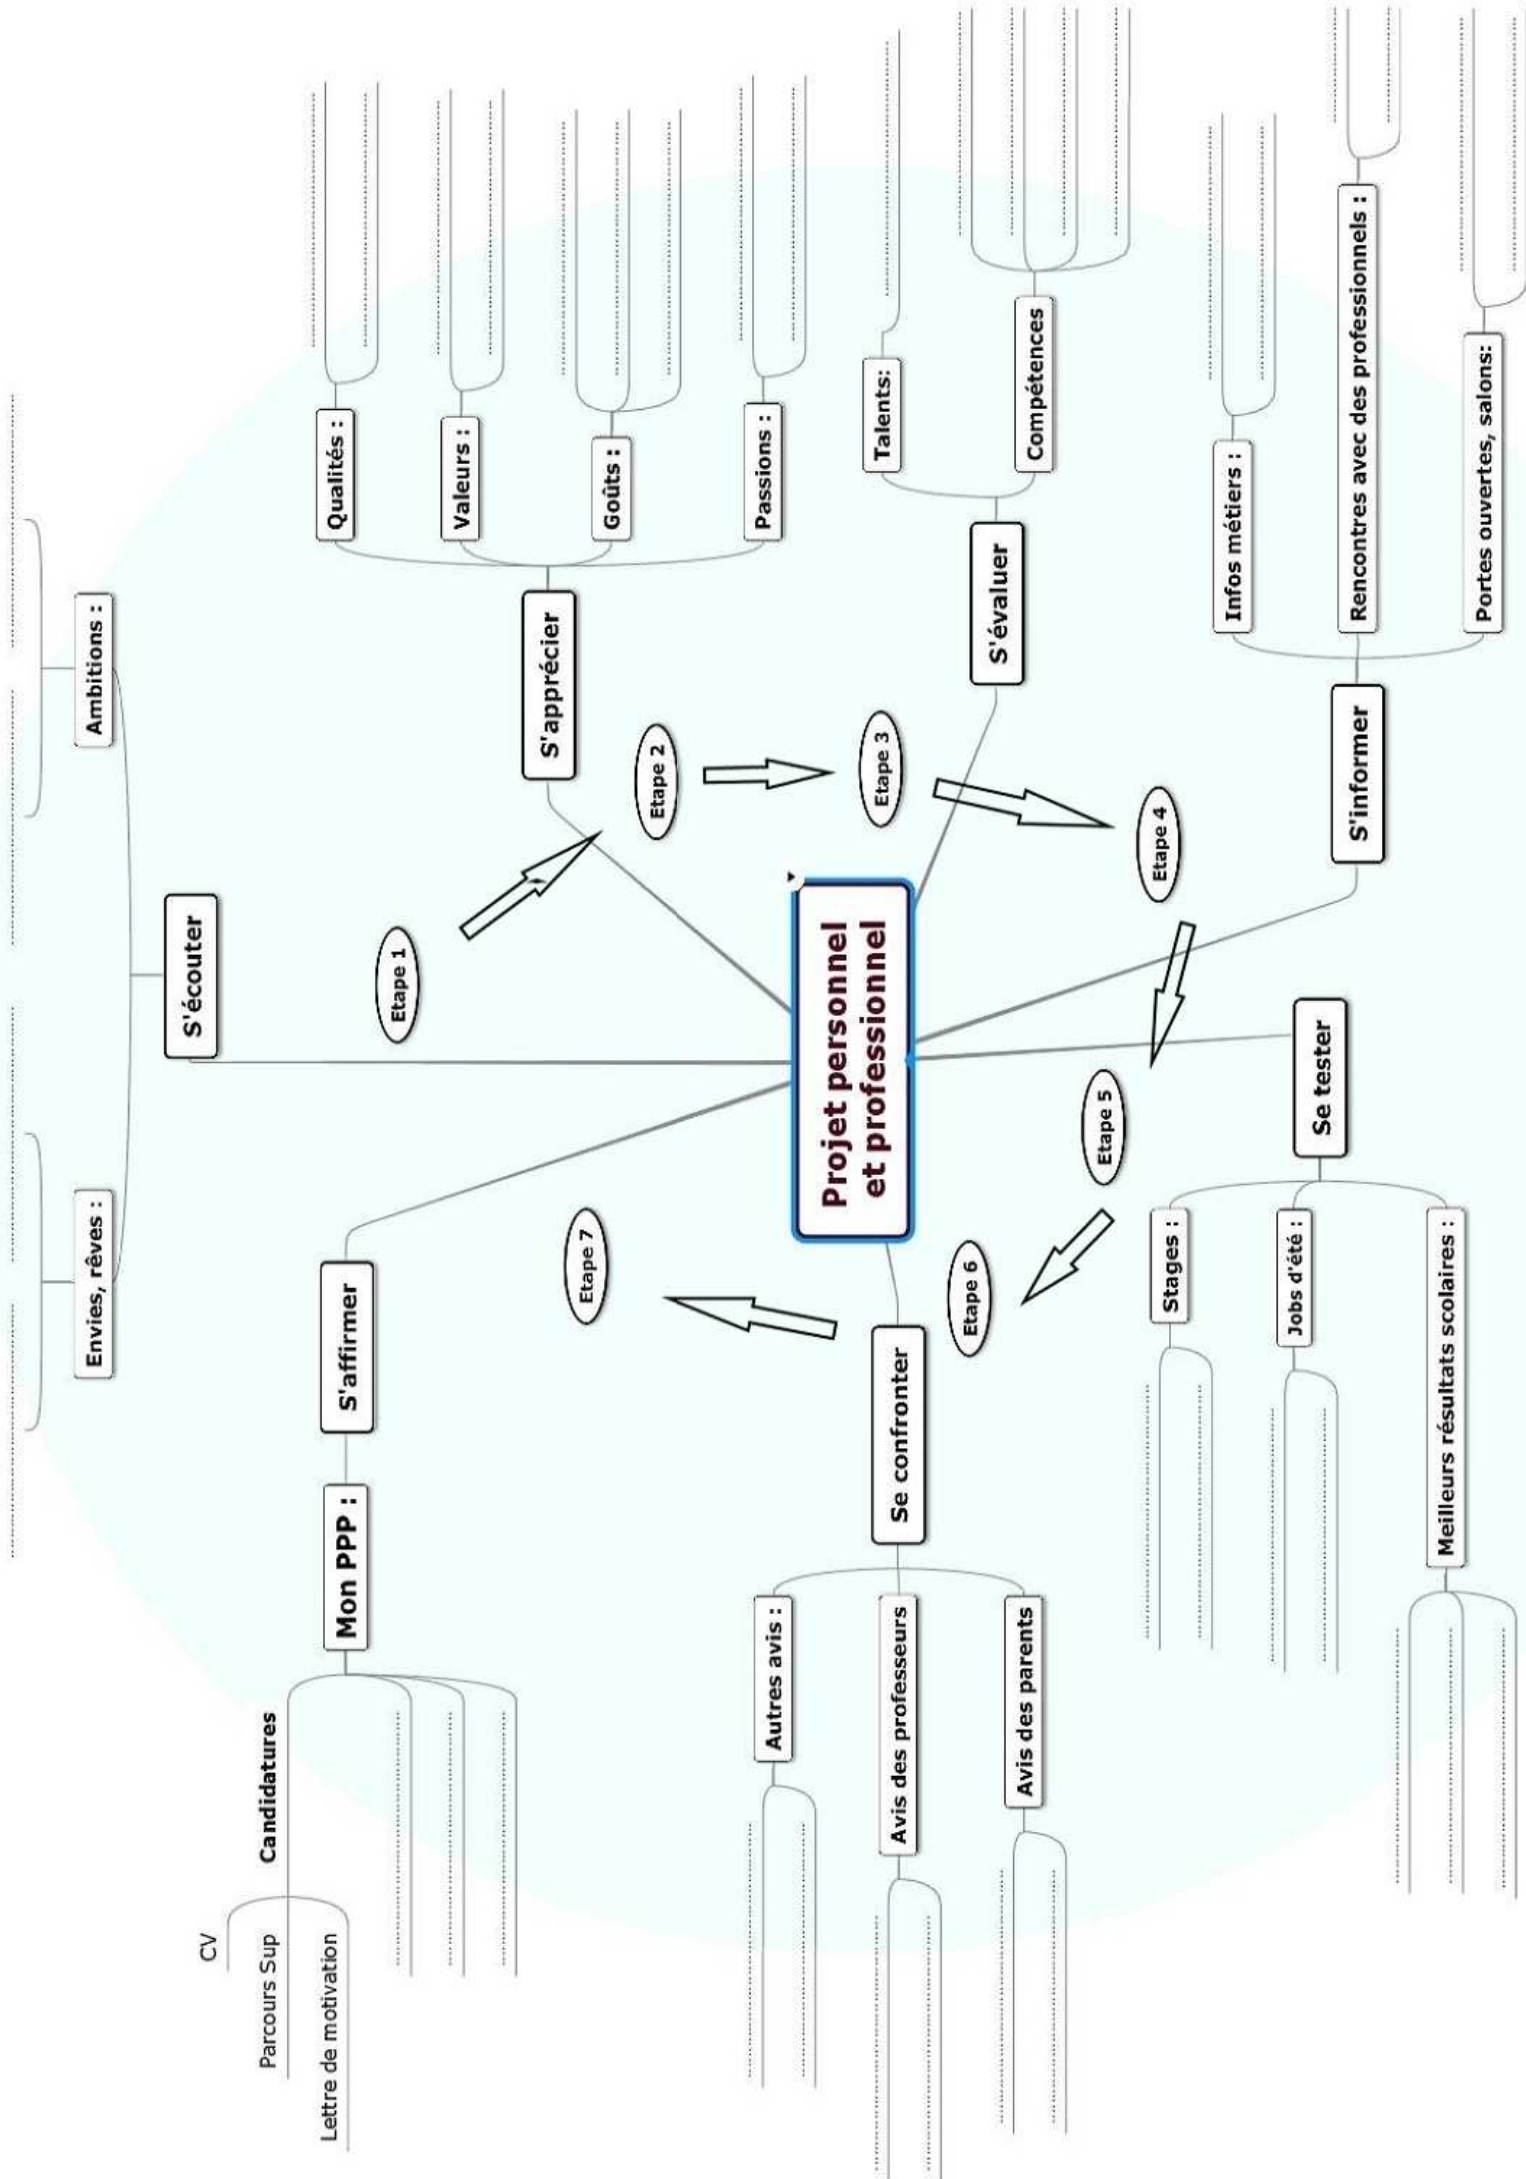 Projet personnel
et professionnel
Etape 1
S'écouter
Envies, rêves :
Ambitions :
Etape 2
S'apprécier
Qualités :
Valeurs :
Goûts :
Passions :
Etape 3
S'évaluer
Talents:
Compétences
Etape 4
S'informer
Infos métiers :
Rencontres avec des professionnels :
Portes ouvertes, salons:
Etape 5
Se tester
Stages :
Jobs d'été :
Meilleurs résultats scolaires :
Etape 6
Se confronter
Autres avis :
Avis des professeurs
Avis des parents
Etape 7
S'affirmer
Mon PPP :
Candidatures
CV
Parcours Sup
Lettre de motivation